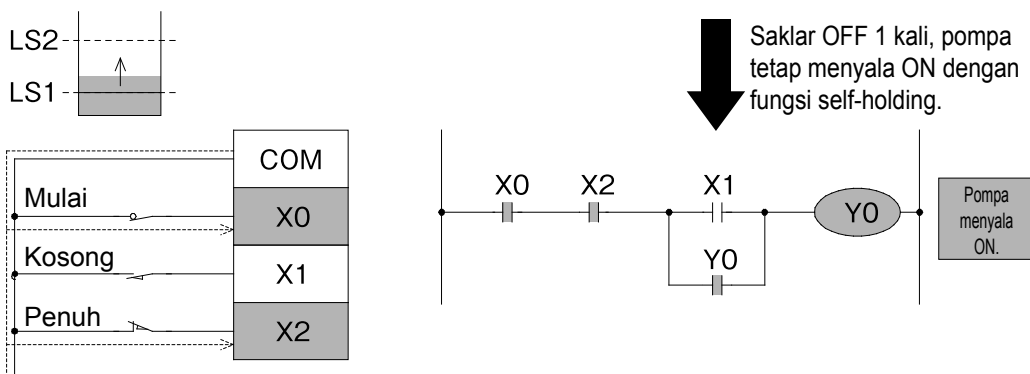 LS2
LS1
Saklar OFF 1 kali, pompa
tetap menyala ON dengan
fungsi self-holding.
COM
Mulai
X0
Kosong
X1
Penuh
X2
X0
X2
X1
Y0
Y0
Pompa
menyala
ON.